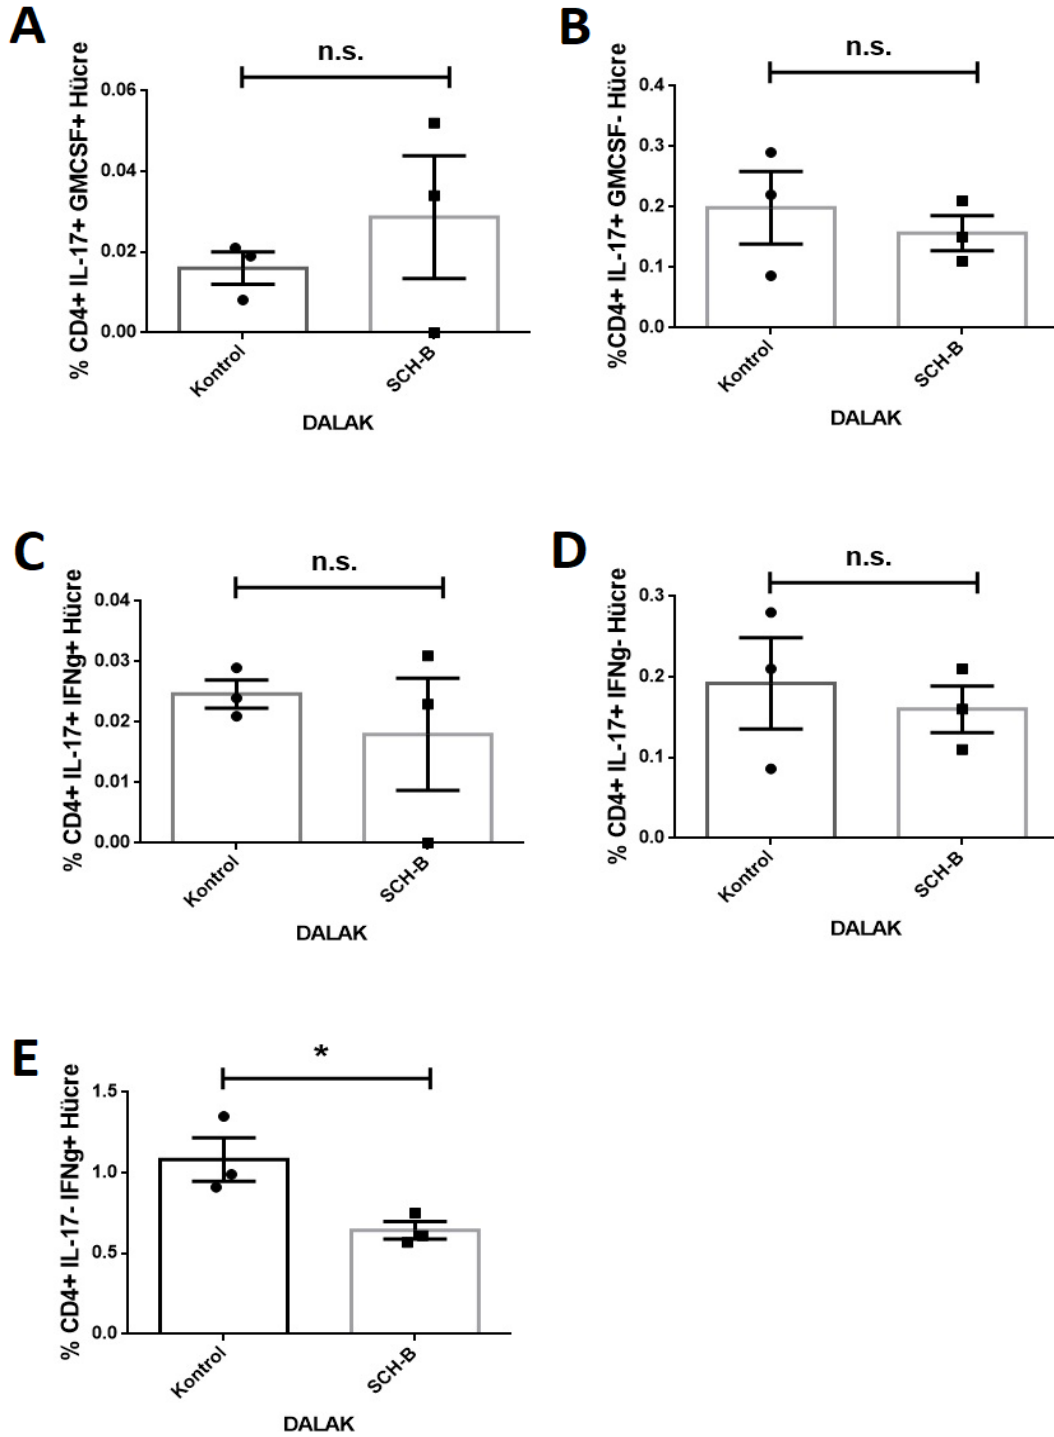 A
% CD4+ IL-17+ GMCSF+ Hücre
n.s.
0.06
0.04
0.02
0.00
Kontrol
SCH-B
DALAK
B
%CD4+ IL-17+ GMCSF- Hücre
n.s.
0.4
0.3
0.2
0.1
0.0
Kontrol
SCH-B
DALAK
C
% CD4+ IL-17+ IFNg+ Hücre
n.s.
0.04
0.03
0.02
0.01
0.00
Kontrol
SCH-B
DALAK
D
% CD4+ IL-17+ IFNg- Hücre
n.s.
0.3
0.2
0.1
0.0
Kontrol
SCH-B
DALAK
E
% CD4+ IL-17- IFNg+ Hücre
*
1.5
1.0
0.5
0.0
Kontrol
SCH-B
DALAK